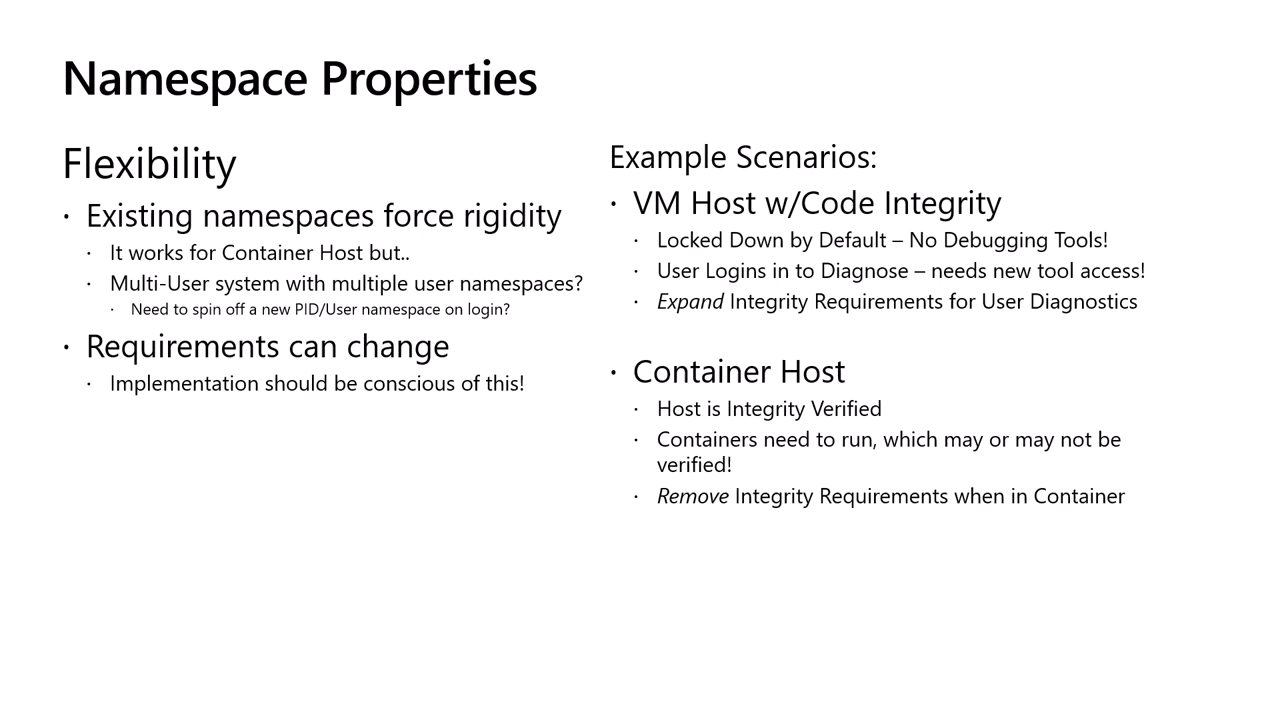 Namespace Properties
Flexibility
· Existing namespaces force rigidity
· It works for Container Host but..
· Multi-User system with multiple user namespaces?
· Need to spin off a new PID/User namespace on login?
· Requirements can change
· Implementation should be conscious of this!
Example Scenarios:
· VM Host w/Code Integrity
· Locked Down by Default – No Debugging Tools!
· User Logins in to Diagnose – needs new tool access!
· Expand Integrity Requirements for User Diagnostics
· Container Host
· Host is Integrity Verified
· Containers need to run, which may or may not be
verified!
· Remove Integrity Requirements when in Container